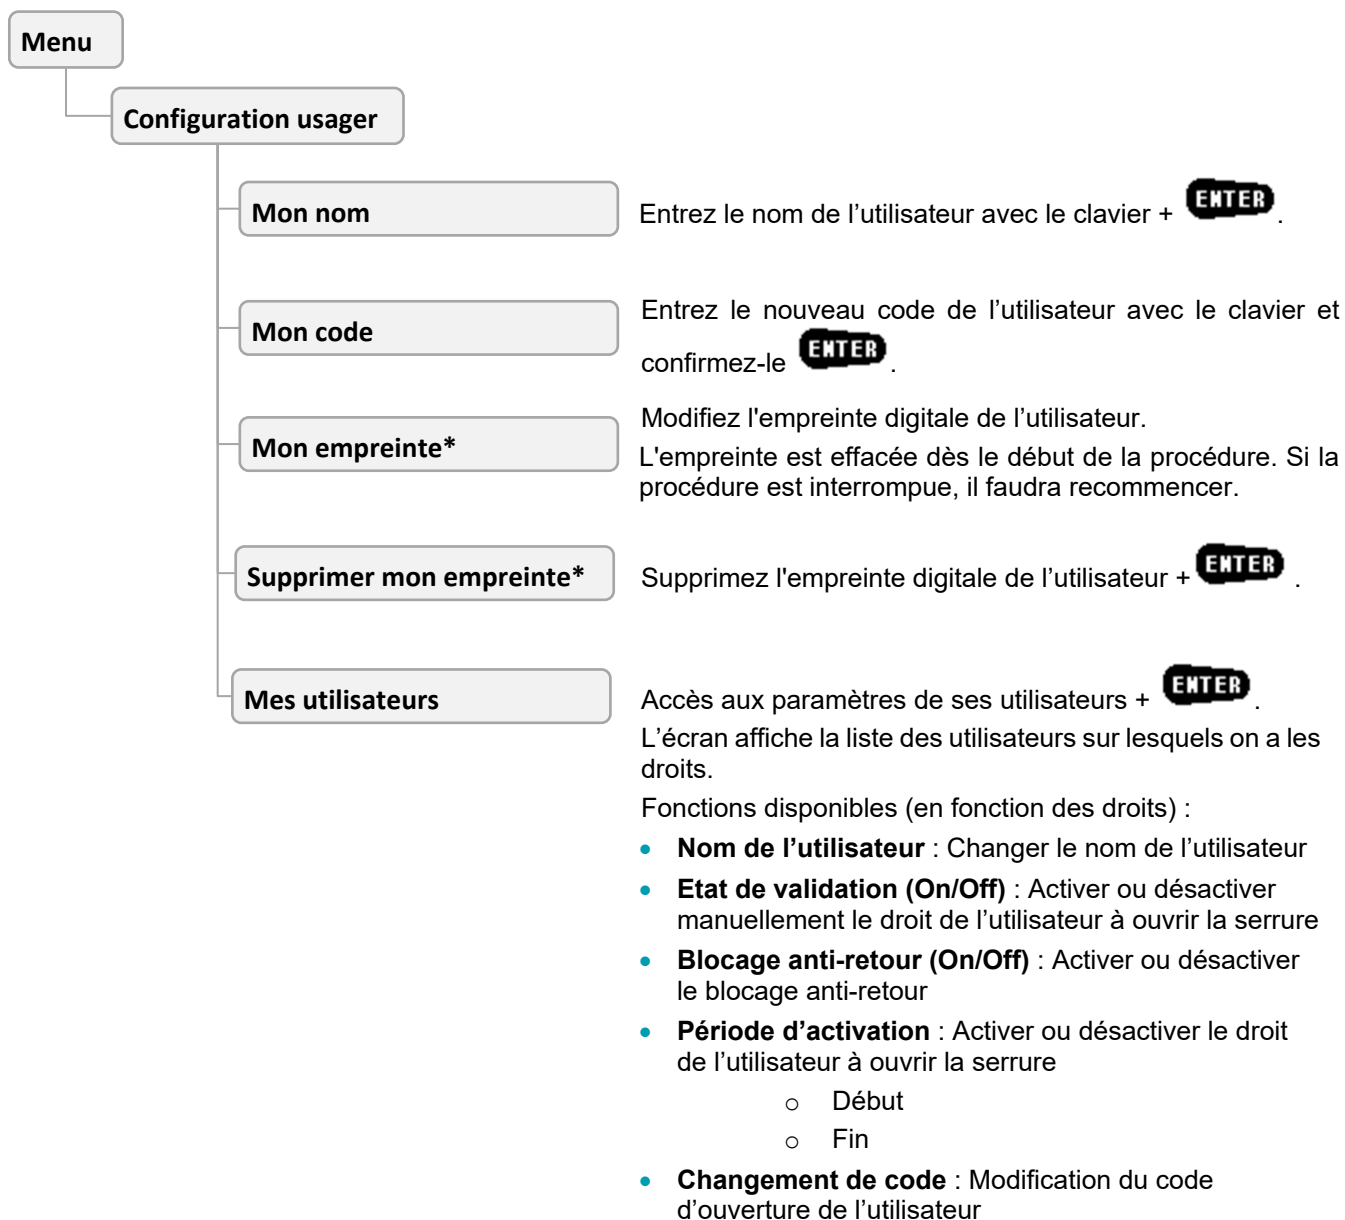 Menu
Configuration usager
Mon nom
Entrez le nom de l’utilisateur avec le clavier + ENTER.
Mon code
Entrez le nouveau code de l’utilisateur avec le clavier et
confirmez-le ENTER.
Mon empreinte*
Modifiez l'empreinte digitale de l’utilisateur.
L'empreinte est effacée dès le début de la procédure. Si la
procédure est interrompue, il faudra recommencer.
Supprimer mon empreinte*
Supprimez l'empreinte digitale de l’utilisateur + ENTER .
Mes utilisateurs
Accès aux paramètres de ses utilisateurs + ENTER.
L’écran affiche la liste des utilisateurs sur lesquels on a les
droits.
Fonctions disponibles (en fonction des droits) :
• Nom de l’utilisateur : Changer le nom de l’utilisateur
• Etat de validation (On/Off) : Activer ou désactiver
manuellement le droit de l’utilisateur à ouvrir la serrure
• Blocage anti-retour (On/Off) : Activer ou désactiver
le blocage anti-retour
• Période d’activation : Activer ou désactiver le droit
de l’utilisateur à ouvrir la serrure
o Début
o Fin
• Changement de code : Modification du code
d’ouverture de l’utilisateur